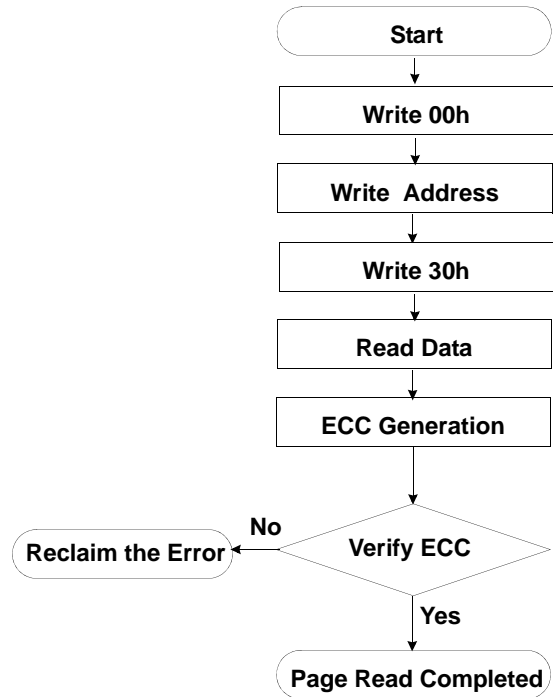 Start
Write 00h
Write Address
Write 30h
Read Data
ECC Generation
Verify ECC
No
Reclaim the Error
Yes
Page Read Completed